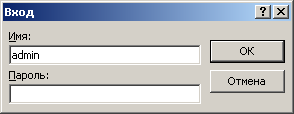 Вход
Имя:
admin
OK
Пароль:
Отмена